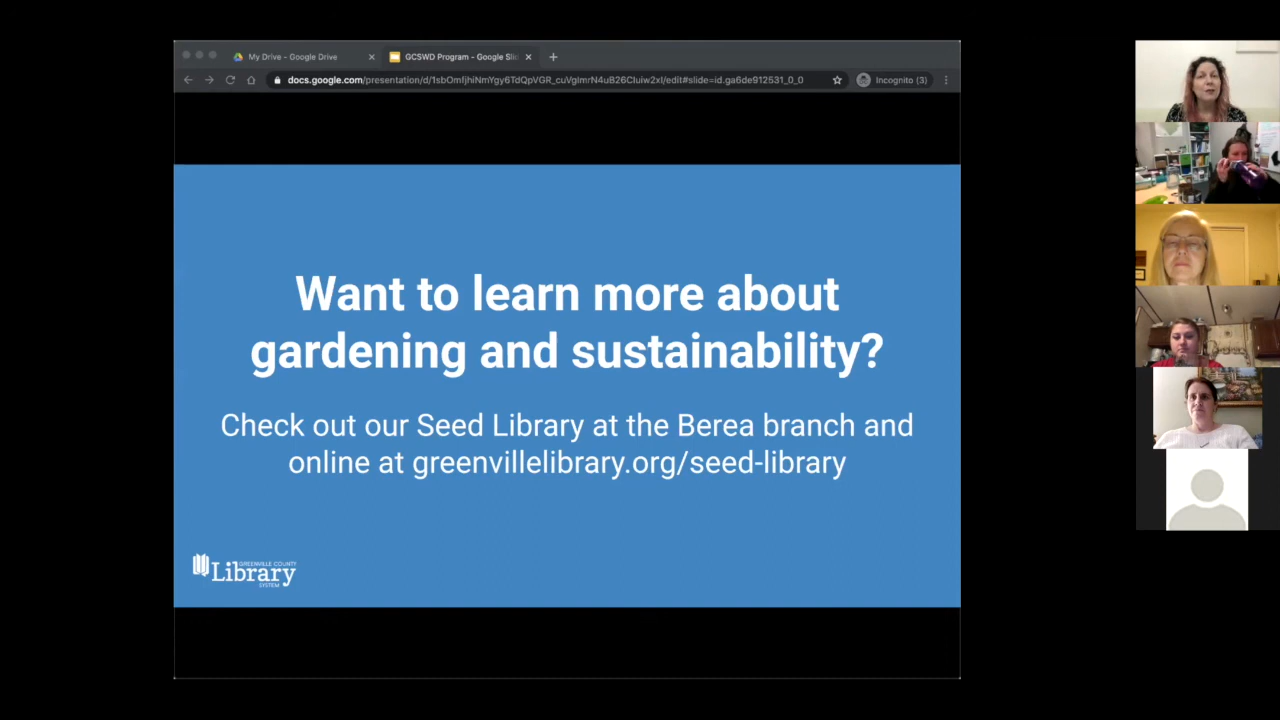 My Drive - Google Drive
GCSWD Program - Google Sli
docs.google.com/presentation/d/1sbOmfjhiNmYgy6TdQpVGR_cuVglmrN4uB26CIuiw2xI/edit#slide=id.ga6de912531_0_0
Incognito (3)
Want to learn more about
gardening and sustainability?
Check out our Seed Library at the Berea branch and
online at greenvillelibrary.org/seed-library
GREENVILLE COUNTY
Library
SYSTEM